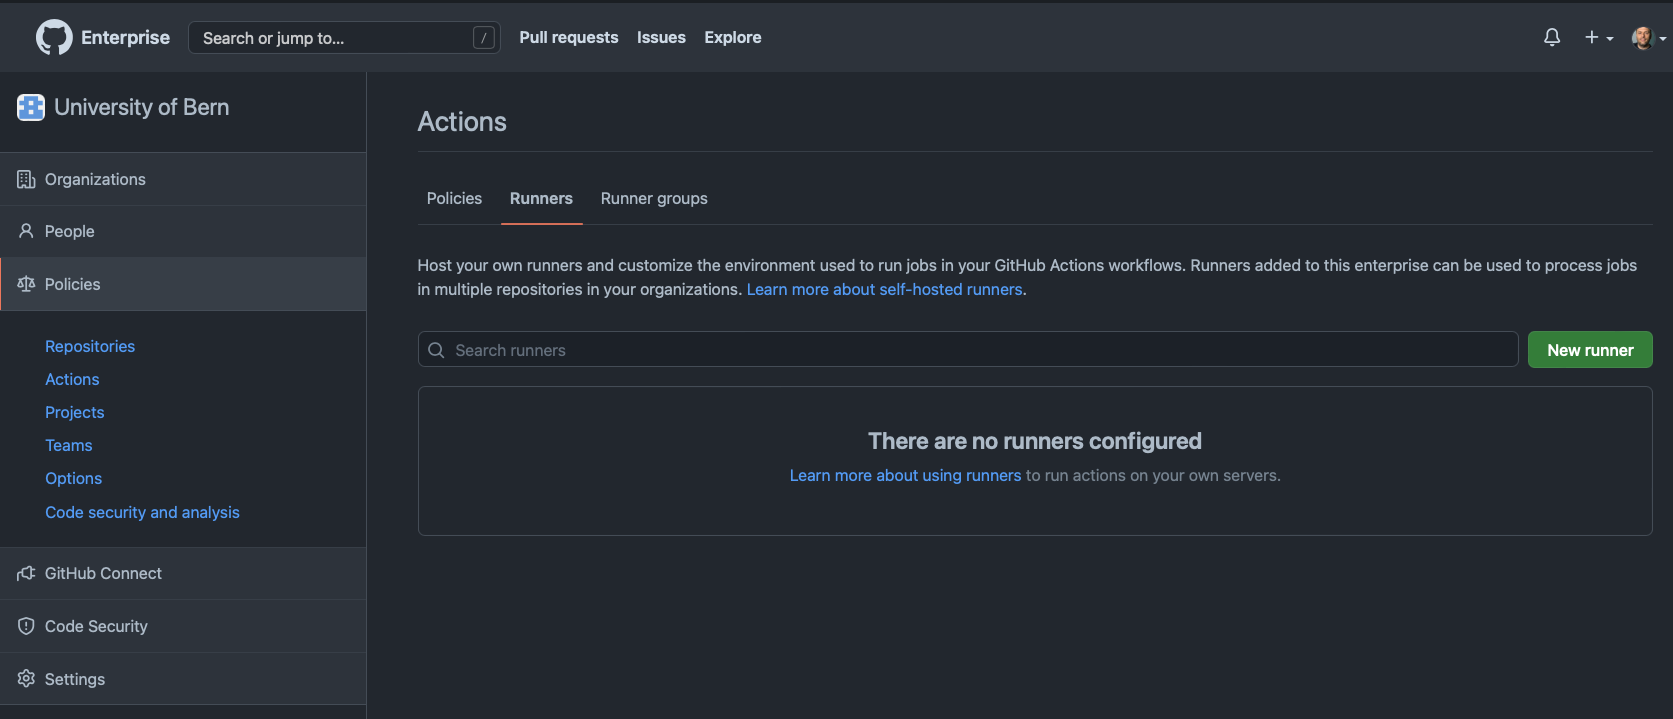 Enterprise
Search or jump to...
/
Pull requests
Issues
Explore
University of Bern
Organizations
People
Policies
Repositories
Actions
Projects
Teams
Options
Code security and analysis
GitHub Connect
Code Security
Settings
Actions
Policies
Runners
Runner groups
Host your own runners and customize the environment used to run jobs in your GitHub Actions workflows. Runners added to this enterprise can be used to process jobs
in multiple repositories in your organizations. Learn more about self-hosted runners.
Search runners
New runner
There are no runners configured
Learn more about using runners to run actions on your own servers.